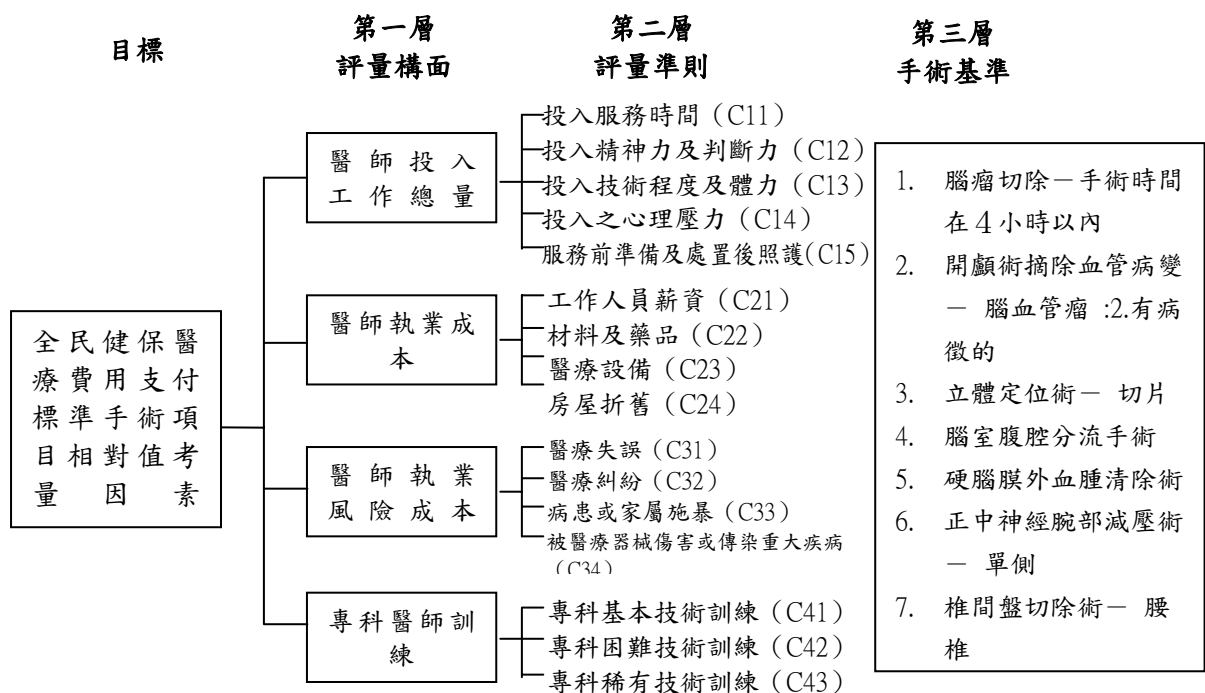 目標
第一層
評量構面
第二層
評量準則
第三層
手術基準
全民健保醫
療費用支付
標準手術項
目相對值考
量因素
醫師投入
工作總量
投入服務時間（C11）
投入精神力及判斷力（C12）
投入技術程度及體力（C13）
投入之心理壓力（C14）
服務前準備及處置後照護(C15)
醫師執業成
本
工作人員薪資（C21）
材料及藥品（C22）
醫療設備（C23）
房屋折舊（C24）
醫師執業
風險成本
醫療失誤（C31）
醫療糾紛（C32）
病患或家屬施暴（C33）
被醫療器械傷害或傳染重大疾病
（C34）
專科醫師訓
練
專科基本技術訓練（C41）
專科困難技術訓練（C42）
專科稀有技術訓練（C43）
1. 腦瘤切除－手術時間
在４小時以內
2. 開顱術摘除血管病變
－ 腦血管瘤 :2.有病
徵的
3. 立體定位術－ 切片
4. 腦室腹腔分流手術
5. 硬腦膜外血腫清除術
6. 正中神經腕部減壓術
－ 單側
7. 椎間盤切除術－ 腰
椎